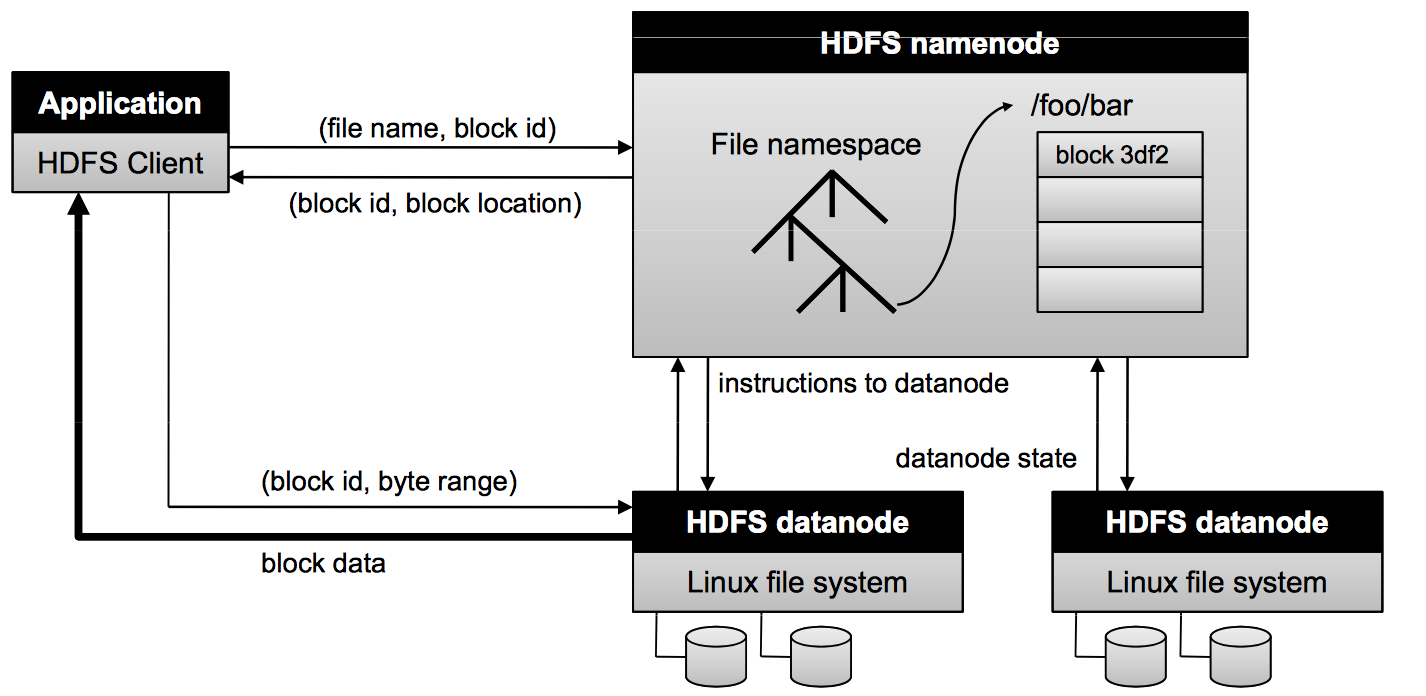 HDFS namenode
Application
HDFS Client
(file name, block id)
(block id, block location)
File namespace
/foo/bar
block 3df2
instructions to datanode
datanode state
(block id, byte range)
block data
HDFS datanode
Linux file system
HDFS datanode
Linux file system